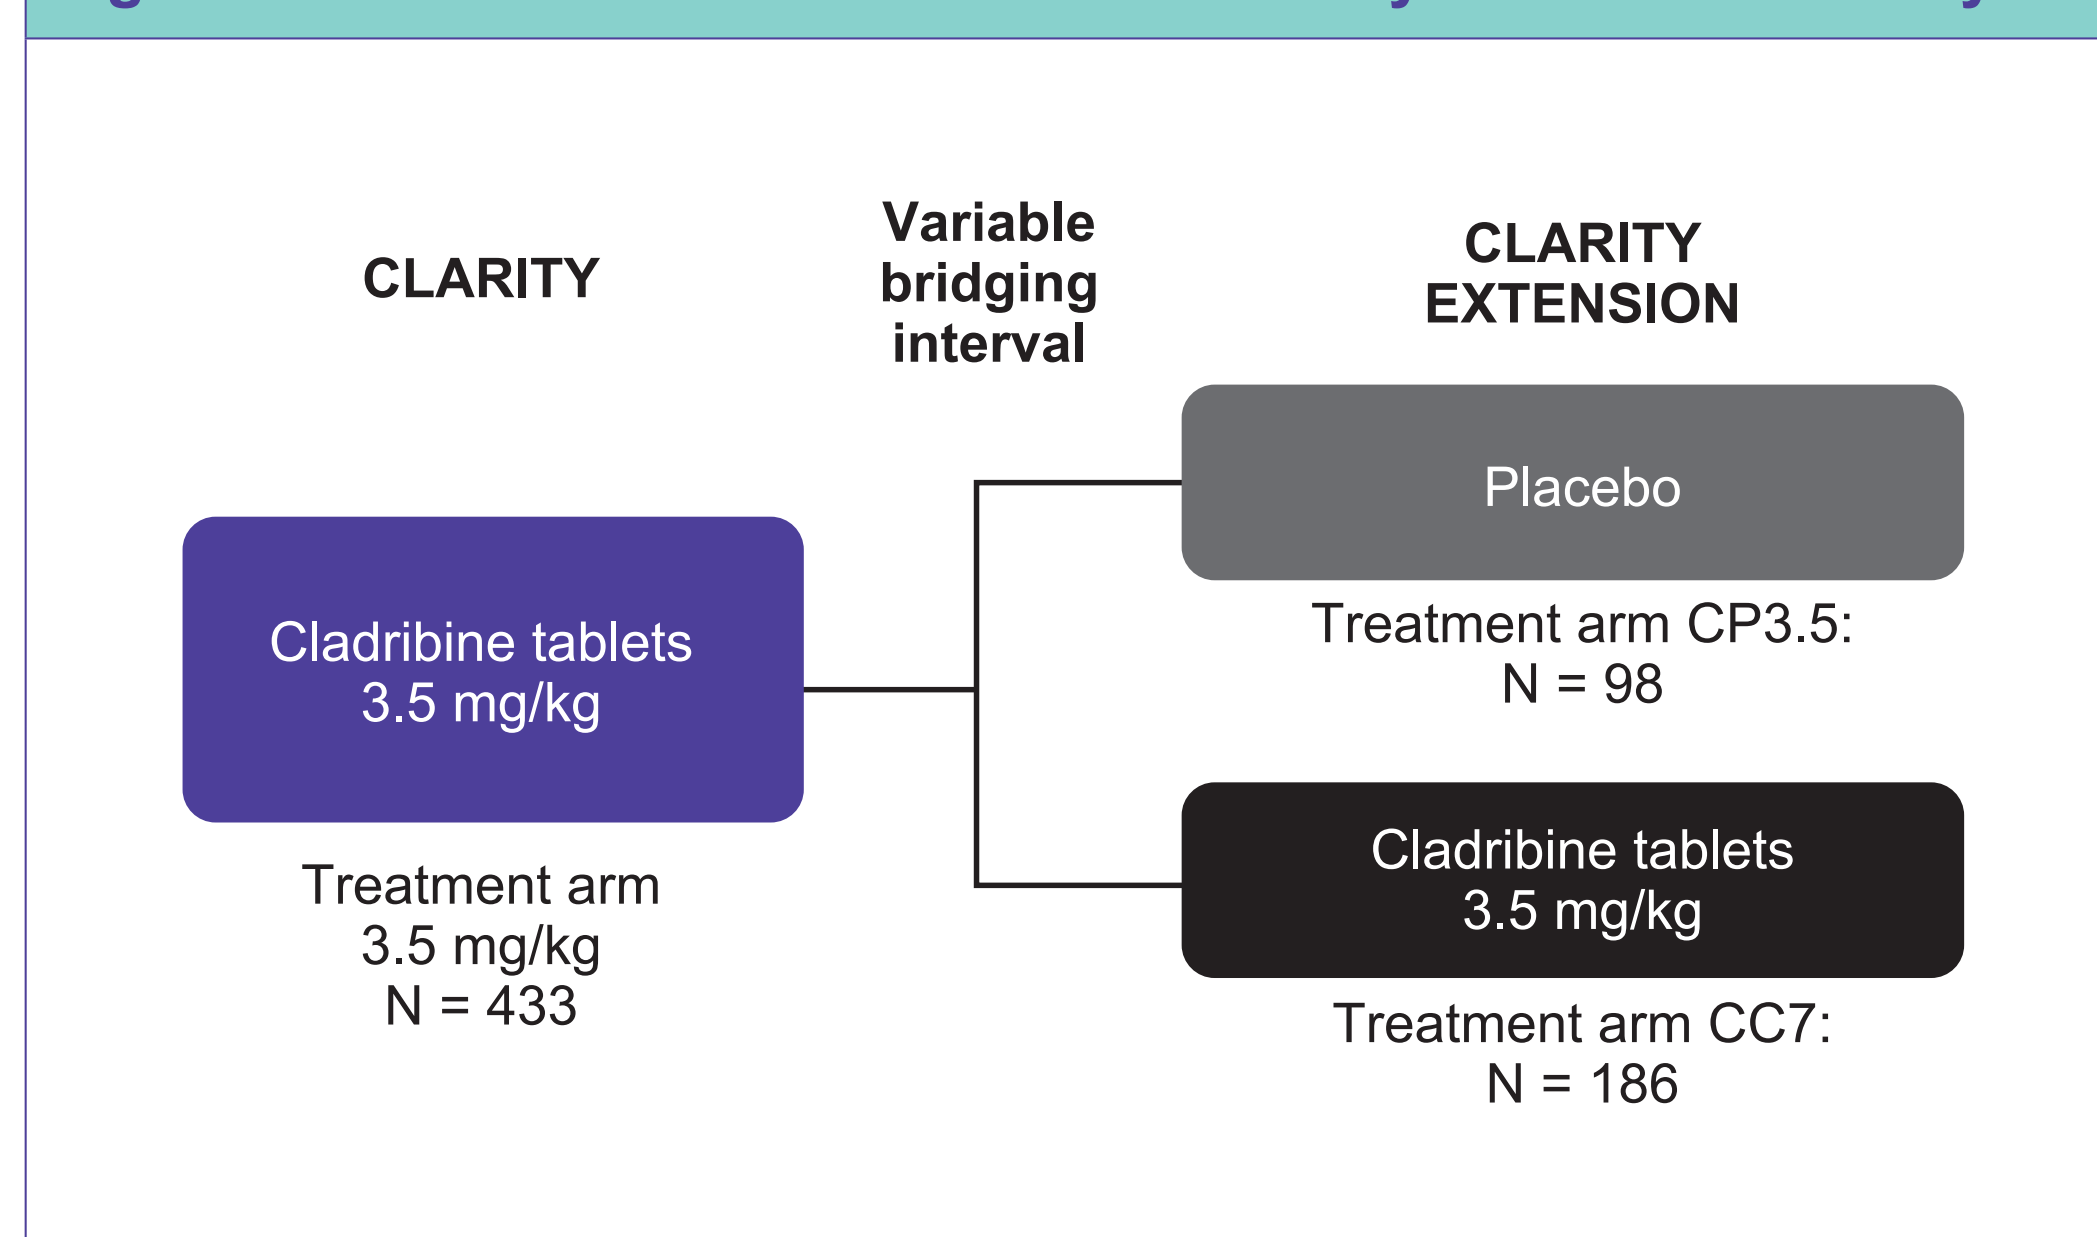 CLARITY
Variable
bridging
interval
CLARITY
EXTENSION
Cladribine tablets
3.5 mg/kg
Treatment arm
3.5 mg/kg
N = 433
Placebo
Treatment arm CP3.5:
N = 98
Cladribine tablets
3.5 mg/kg
Treatment arm CC7:
N = 186